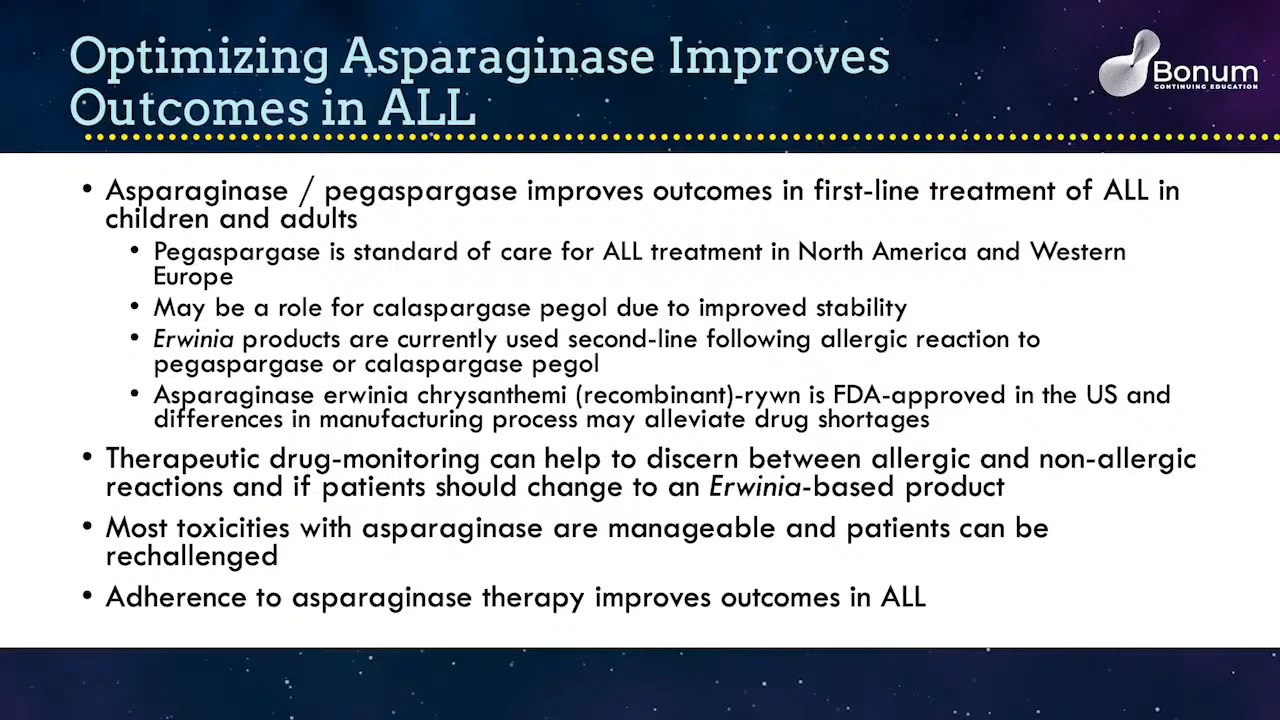 Optimizing Asparaginase Improves
Outcomes in ALL
Bonum
CONTINUING EDUCATION
• Asparaginase / pegaspargase improves outcomes in first-line treatment of ALL in
children and adults
• Pegaspargase is standard of care for ALL treatment in North America and Western
Europe
• May be a role for calaspargase pegol due to improved stability
• Erwinia products are currently used second-line following allergic reaction to
pegaspargase or calaspargase pegol
• Asparaginase erwinia chrysanthemi (recombinant)-rywn is FDA-approved in the US and
differences in manufacturing process may alleviate drug shortages
• Therapeutic drug-monitoring can help to discern between allergic and non-allergic
reactions and if patients should change to an Erwinia-based product
• Most toxicities with asparaginase are manageable and patients can be
rechallenged
• Adherence to asparaginase therapy improves outcomes in ALL